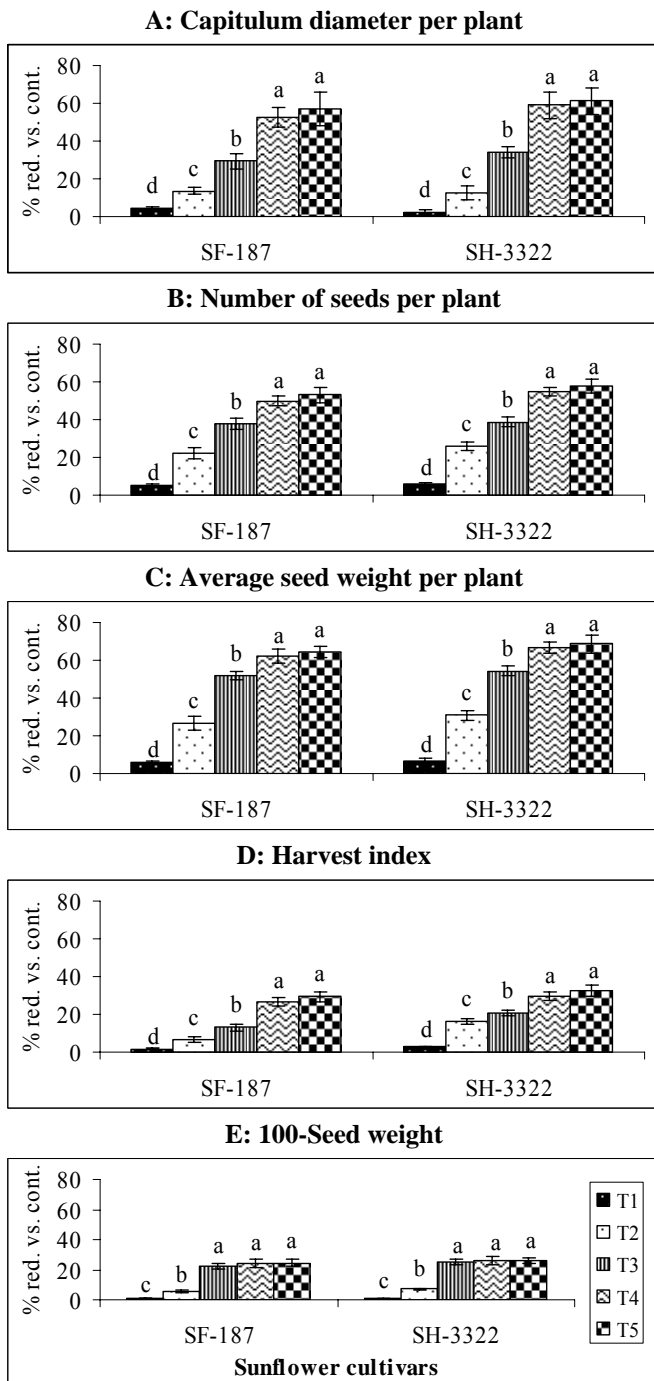 A: Capitulum diameter per plant
% red. vs. cont.
80
60
40
20
0
d c b a a
d c b a a
SF-187 SH-3322
B: Number of seeds per plant
% red. vs. cont.
80
60
40
20
0
d c b a a
d c b a a
SF-187 SH-3322
C: Average seed weight per plant
% red. vs. cont.
80
60
40
20
0
d c b a a
d c b a a
SF-187 SH-3322
D: Harvest index
% red. vs. cont.
80
60
40
20
0
d c b a a
d c b a a
SF-187 SH-3322
E: 100-Seed weight
% red. vs. cont.
80
60
40
20
0
c b a a a
c b a a a
T1
T2
T3
T4
T5
SF-187 SH-3322
Sunflower cultivars